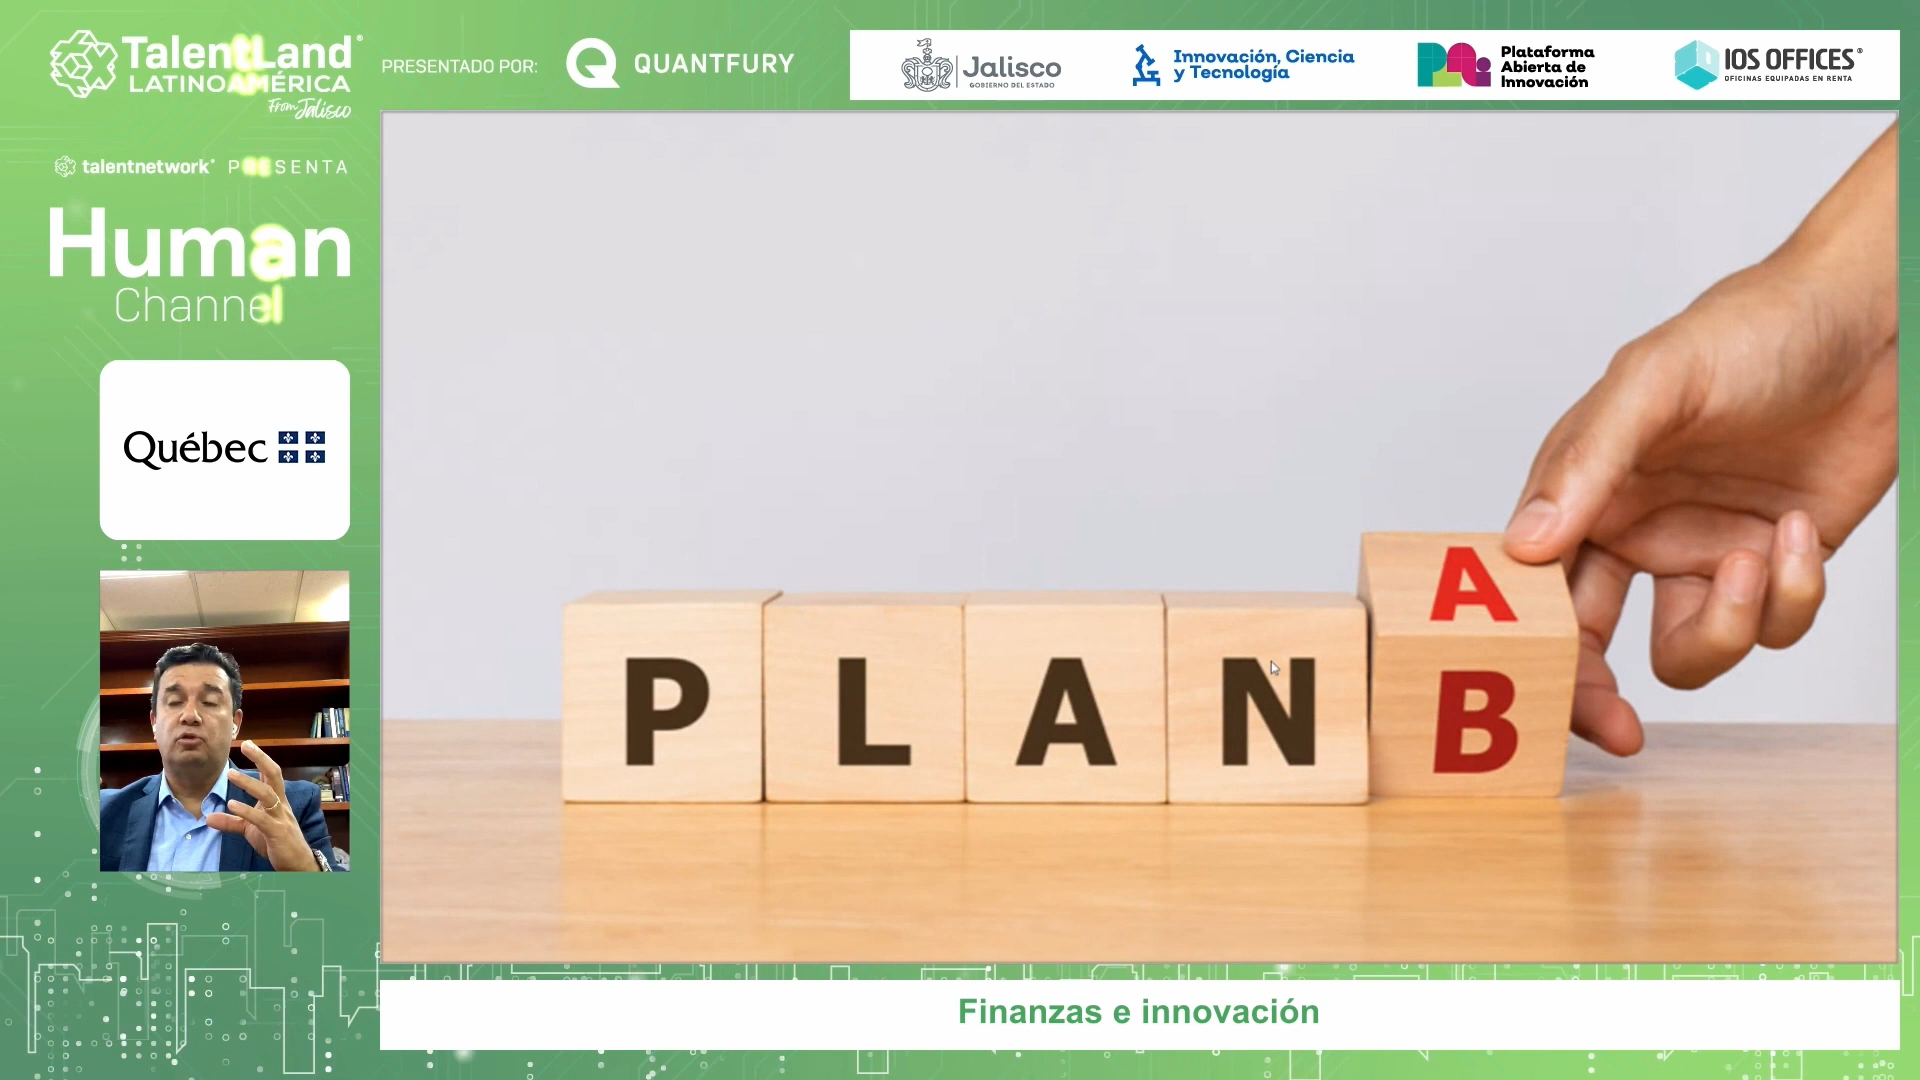 TalentLand®
LATINOAMÉRICA
From Jalisco
PRESENTADO POR:
QUANTFURY
Jalisco
GOBIERNO DEL ESTADO
Innovación, Ciencia
y Tecnología
Plataforma
Abierta de
Innovación
IOS OFFICES®
OFICINAS EQUIPADAS EN RENTA
talentnetwork® PRESENTA
Human
Channel
Québec
A
PLAN B
Finanzas e innovación